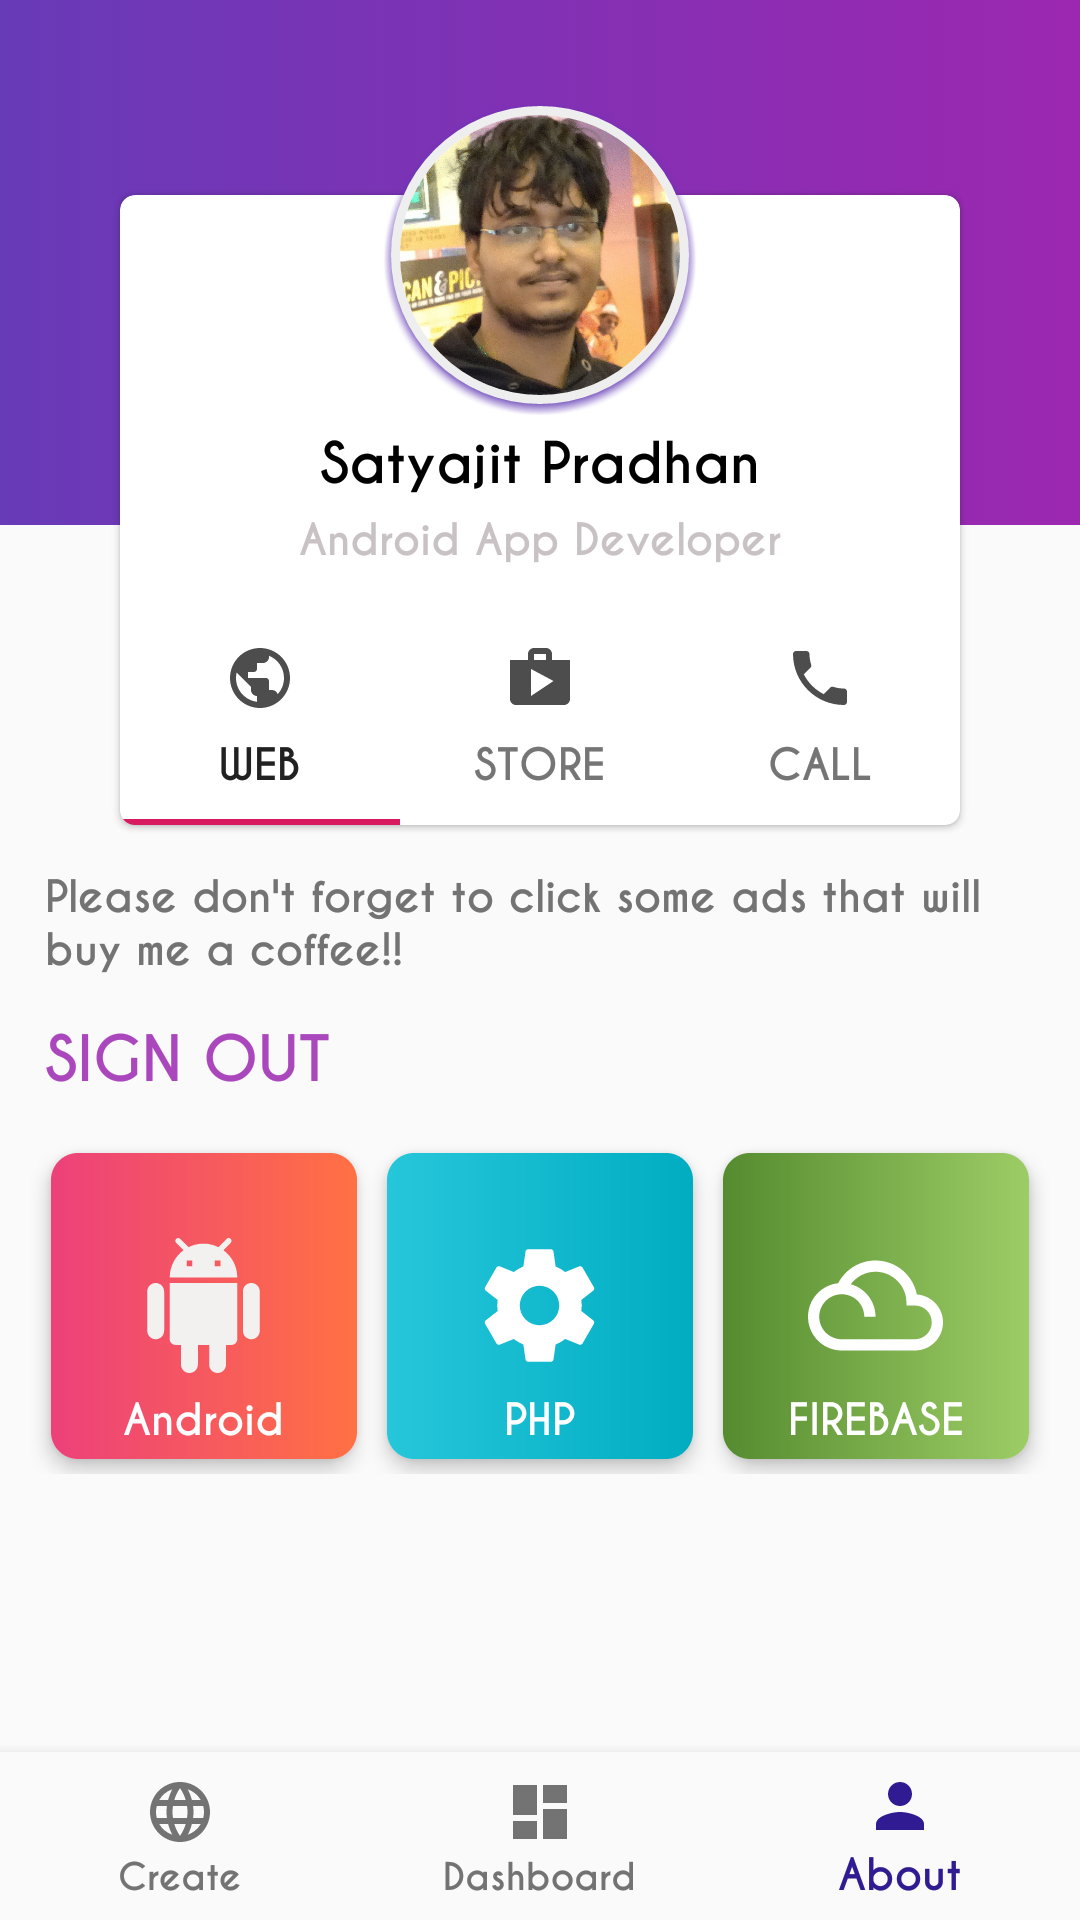 CAN & PIC
Satyajit Pradhan
Android App Developer
WEB STORE CALL
Please don't forget to click some ads that will
buy me a coffee!!
SIGN OUT
Android PHP FIREBASE
Create Dashboard About